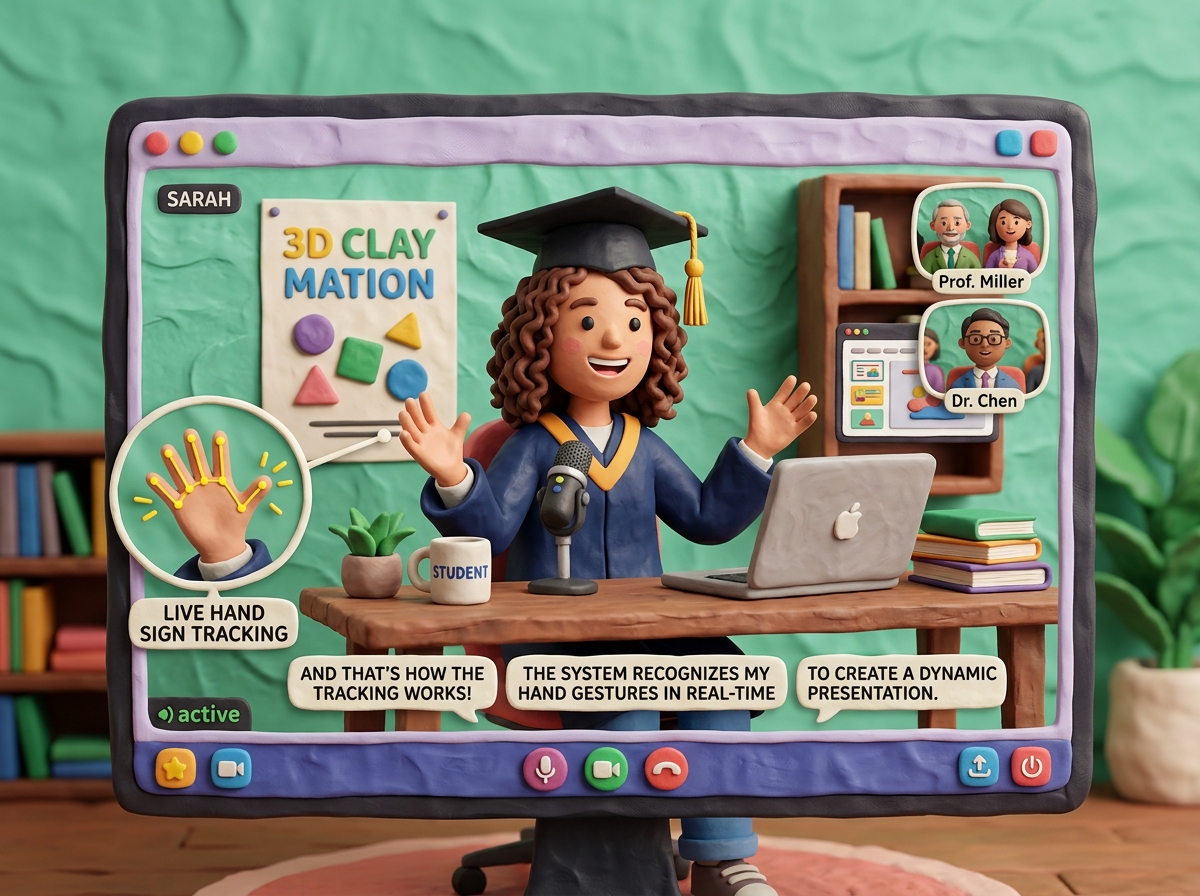 SARAH
3D CLAY
MATION
Prof. Miller
Dr. Chen
STUDENT
LIVE HAND
SIGN TRACKING
AND THAT'S HOW THE
TRACKING WORKS!
THE SYSTEM RECOGNIZES MY
HAND GESTURES IN REAL-TIME
TO CREATE A DYNAMIC
PRESENTATION.
active